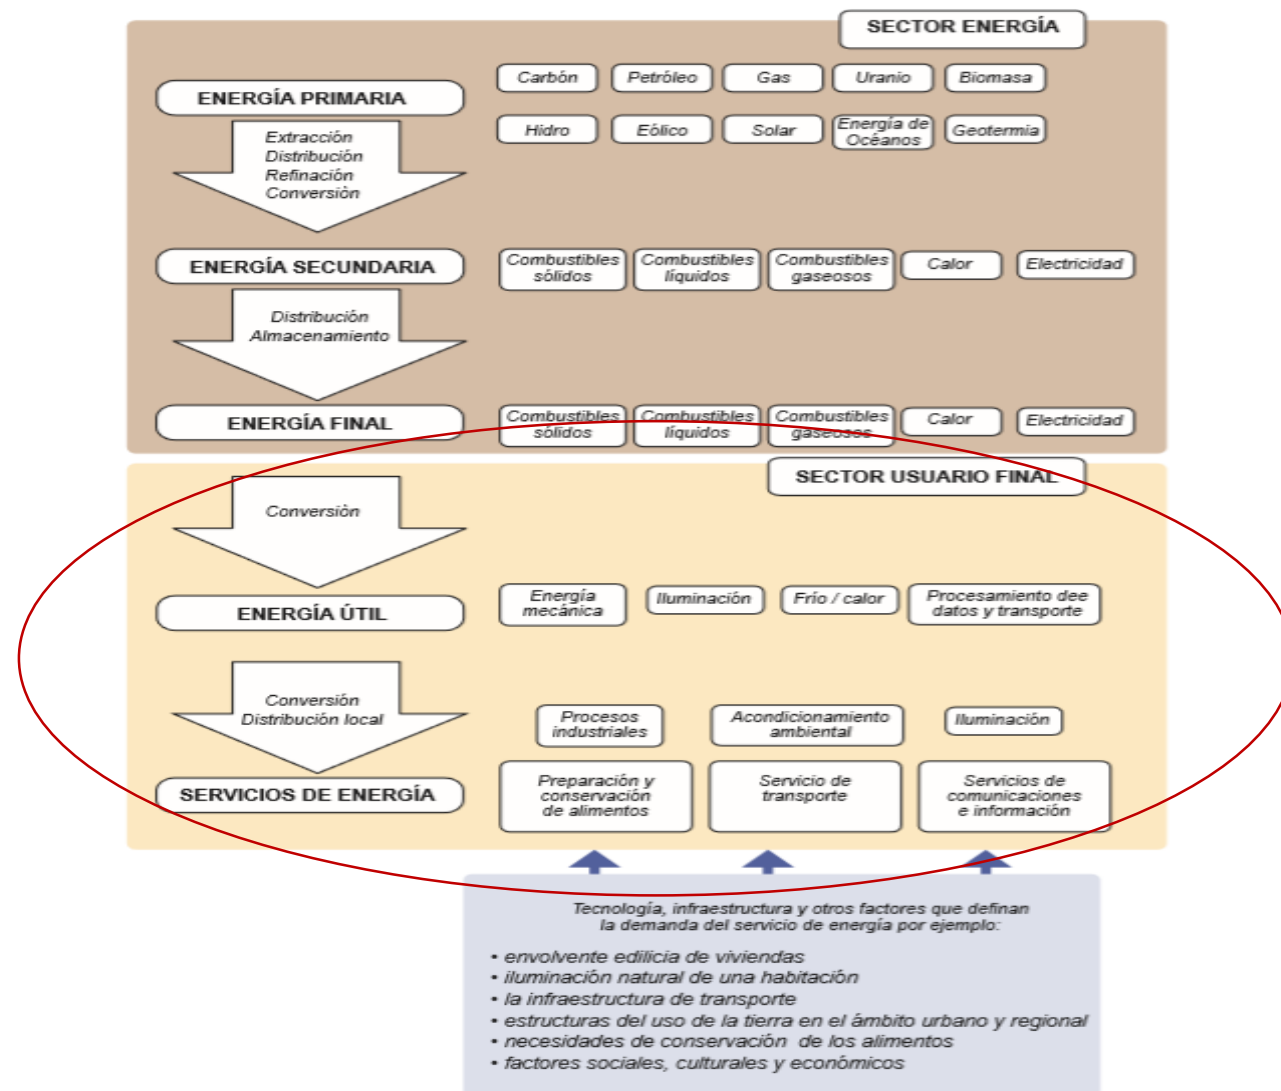 SECTOR ENERGÍA
ENERGÍA PRIMARIA
Carbón
Petróleo
Gas
Uranio
Biomasa
Hidro
Eólico
Solar
Energía de
Océanos
Geotermia
Extracción
Distribución
Refinación
Conversiòn
ENERGÍA SECUNDARIA
Combustibles
sólidos
Combustibles
líquidos
Combustibles
gaseosos
Calor
Electricidad
Distribución
Almacenamiento
ENERGÍA FINAL
Combustibles
sólidos
Combustibles
líquidos
Combustibles
gaseosos
Calor
Electricidad
SECTOR USUARIO FINAL
Conversiòn
ENERGÍA ÚTIL
Energía
mecánica
Iluminación
Frío / calor
Procesamiento dee
datos y transporte
Conversión
Distribución local
Procesos
industriales
Acondicionamiento
ambiental
Iluminación
SERVICIOS DE ENERGÍA
Preparación y
conservación
de alimentos
Servicio de
transporte
Servicios de
comunicaciones
e información
Tecnología, infraestructura y otros factores que definan
la demanda del servicio de energía por ejemplo:
• envolvente edilicia de viviendas
• iluminación natural de una habitación
• la infraestructura de transporte
• estructuras del uso de la tierra en el ámbito urbano y regional
• necesidades de conservación de los alimentos
• factores sociales, culturales y económicos